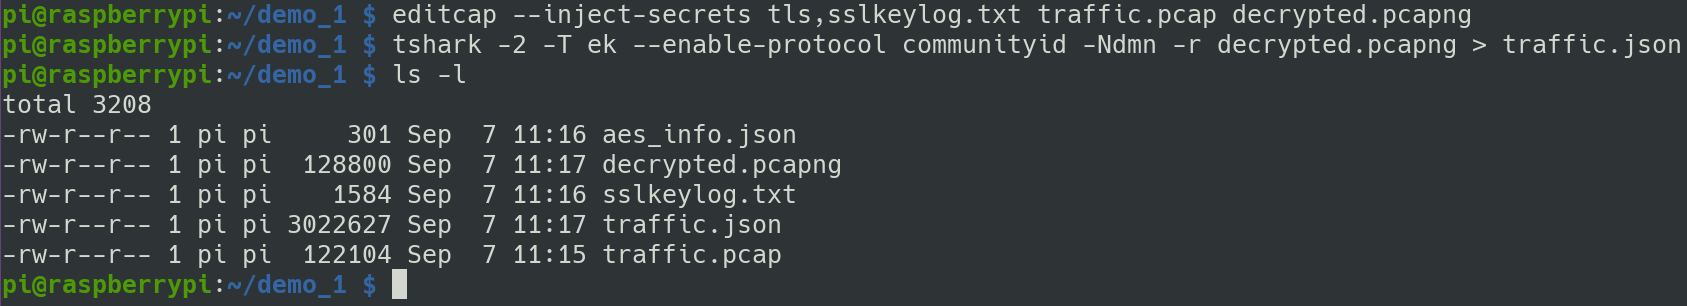 pi@raspberrypi:~/demo_1 $ editcap --inject-secrets tls,sslkeylog.txt traffic.pcap decrypted.pcapng
pi@raspberrypi:~/demo_1 $ tshark -2 -T ek --enable-protocol communityid -Ndmn -r decrypted.pcapng > traffic.json
pi@raspberrypi:~/demo_1 $ ls -l
total 3208
-rw-r--r-- 1 pi pi     301 Sep  7 11:16 aes_info.json
-rw-r--r-- 1 pi pi  128800 Sep  7 11:17 decrypted.pcapng
-rw-r--r-- 1 pi pi    1584 Sep  7 11:16 sslkeylog.txt
-rw-r--r-- 1 pi pi 3022627 Sep  7 11:17 traffic.json
-rw-r--r-- 1 pi pi  122104 Sep  7 11:15 traffic.pcap
pi@raspberrypi:~/demo_1 $